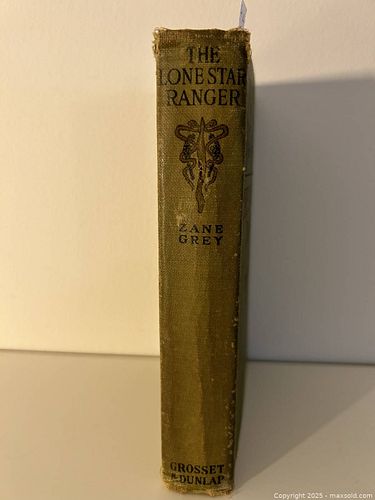 THE
LONE STAR
RANGER
ZANE
GREY
GROSSET
& DUNLAP
Copyright 2025 - maxsold.com